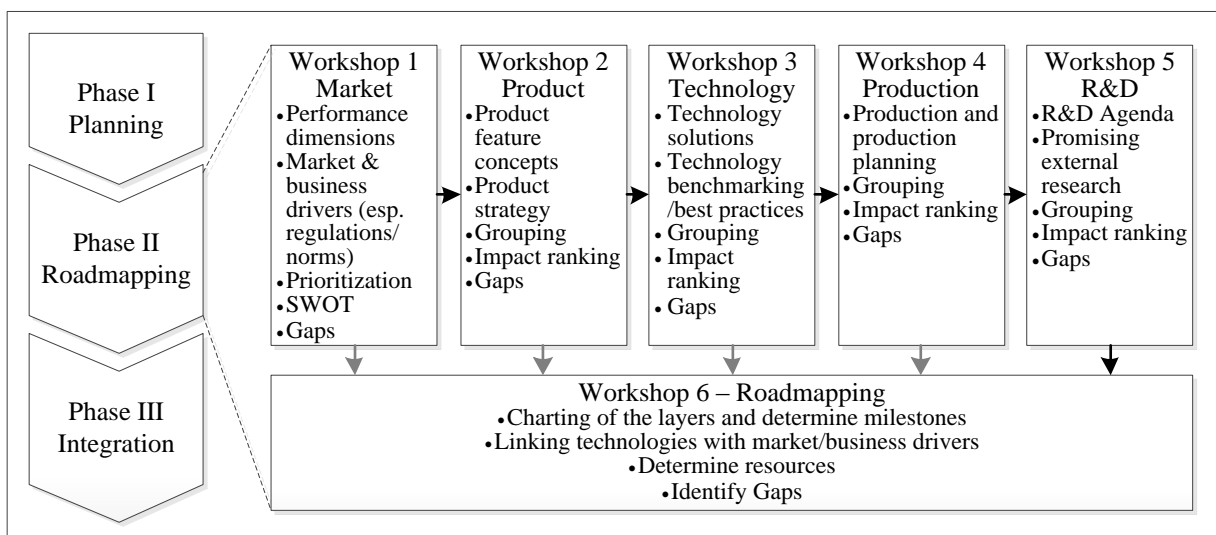 Phase I
Planning
Phase II
Roadmapping
Phase III
Integration
Workshop 1
Market
•Performance
dimensions
•Market &
business
drivers (esp.
regulations/
norms)
•Prioritization
•SWOT
•Gaps
Workshop 2
Product
•Product
feature
concepts
•Product
strategy
•Grouping
•Impact ranking
•Gaps
Workshop 3
Technology
•Technology
solutions
•Technology
benchmarking
/best practices
•Grouping
•Impact
ranking
•Gaps
Workshop 4
Production
•Production and
production
planning
•Grouping
•Impact ranking
•Gaps
Workshop 5
R&D
•R&D Agenda
•Promising
external
research
•Grouping
•Impact ranking
•Gaps
Workshop 6 – Roadmapping
•Charting of the layers and determine milestones
•Linking technologies with market/business drivers
•Determine resources
•Identify Gaps